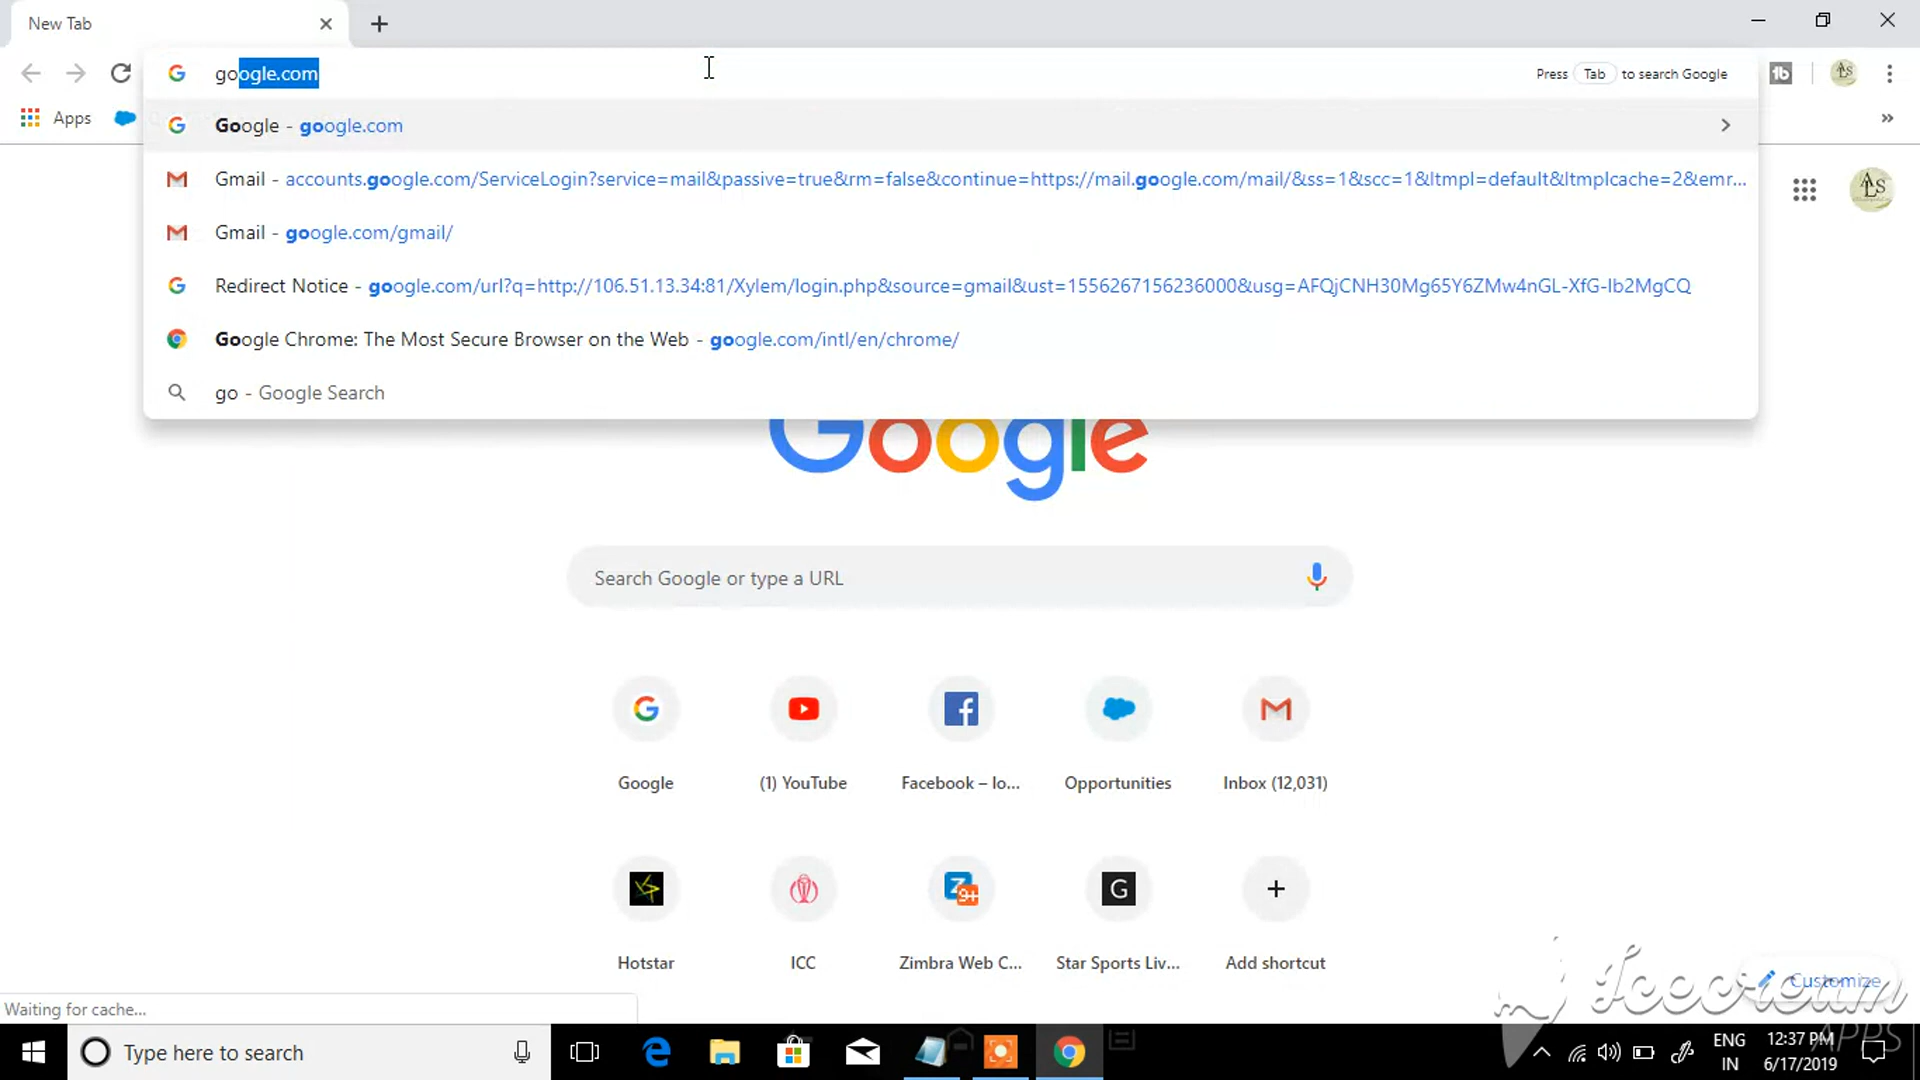 New Tab
google.com
Press Tab to search Google
Apps
Google - google.com
Gmail - accounts.google.com/ServiceLogin?service=mail&passive=true&rm=false&continue=https://mail.google.com/mail/&ss=1&scc=1&ltmpl=default&ltmplcache=2&emr...
Gmail - google.com/gmail/
Redirect Notice - google.com/url?q=http://106.51.13.34:81/Xylem/login.php&source=gmail&ust=1556267156236000&usg=AFQjCNH30Mg65Y6ZMw4nGL-XfG-Ib2MgCQ
Google Chrome: The Most Secure Browser on the Web - google.com/intl/en/chrome/
go - Google Search
ALS
Google
Search Google or type a URL
Google
(1) YouTube
Facebook – lo...
Opportunities
Inbox (12,031)
G
Hotstar
ICC
Zimbra Web C...
Star Sports Liv...
Add shortcut
Customize
Icecream
APPS
Waiting for cache...
Type here to search
ENG
IN
12:37 PM
6/17/2019